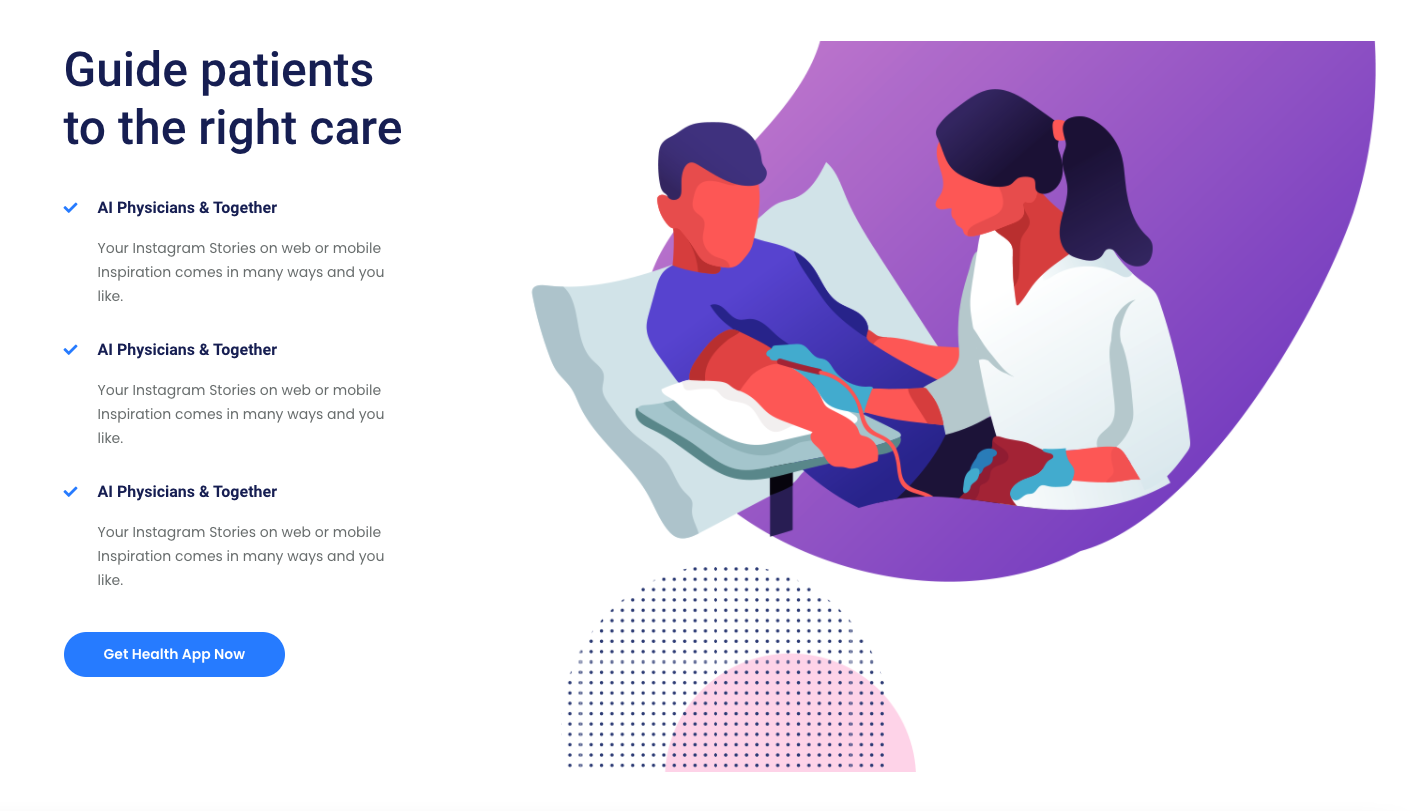 Guide patients
to the right care
AI Physicians & Together
Your Instagram Stories on web or mobile
Inspiration comes in many ways and you
like.
AI Physicians & Together
Your Instagram Stories on web or mobile
Inspiration comes in many ways and you
like.
AI Physicians & Together
Your Instagram Stories on web or mobile
Inspiration comes in many ways and you
like.
Get Health App Now